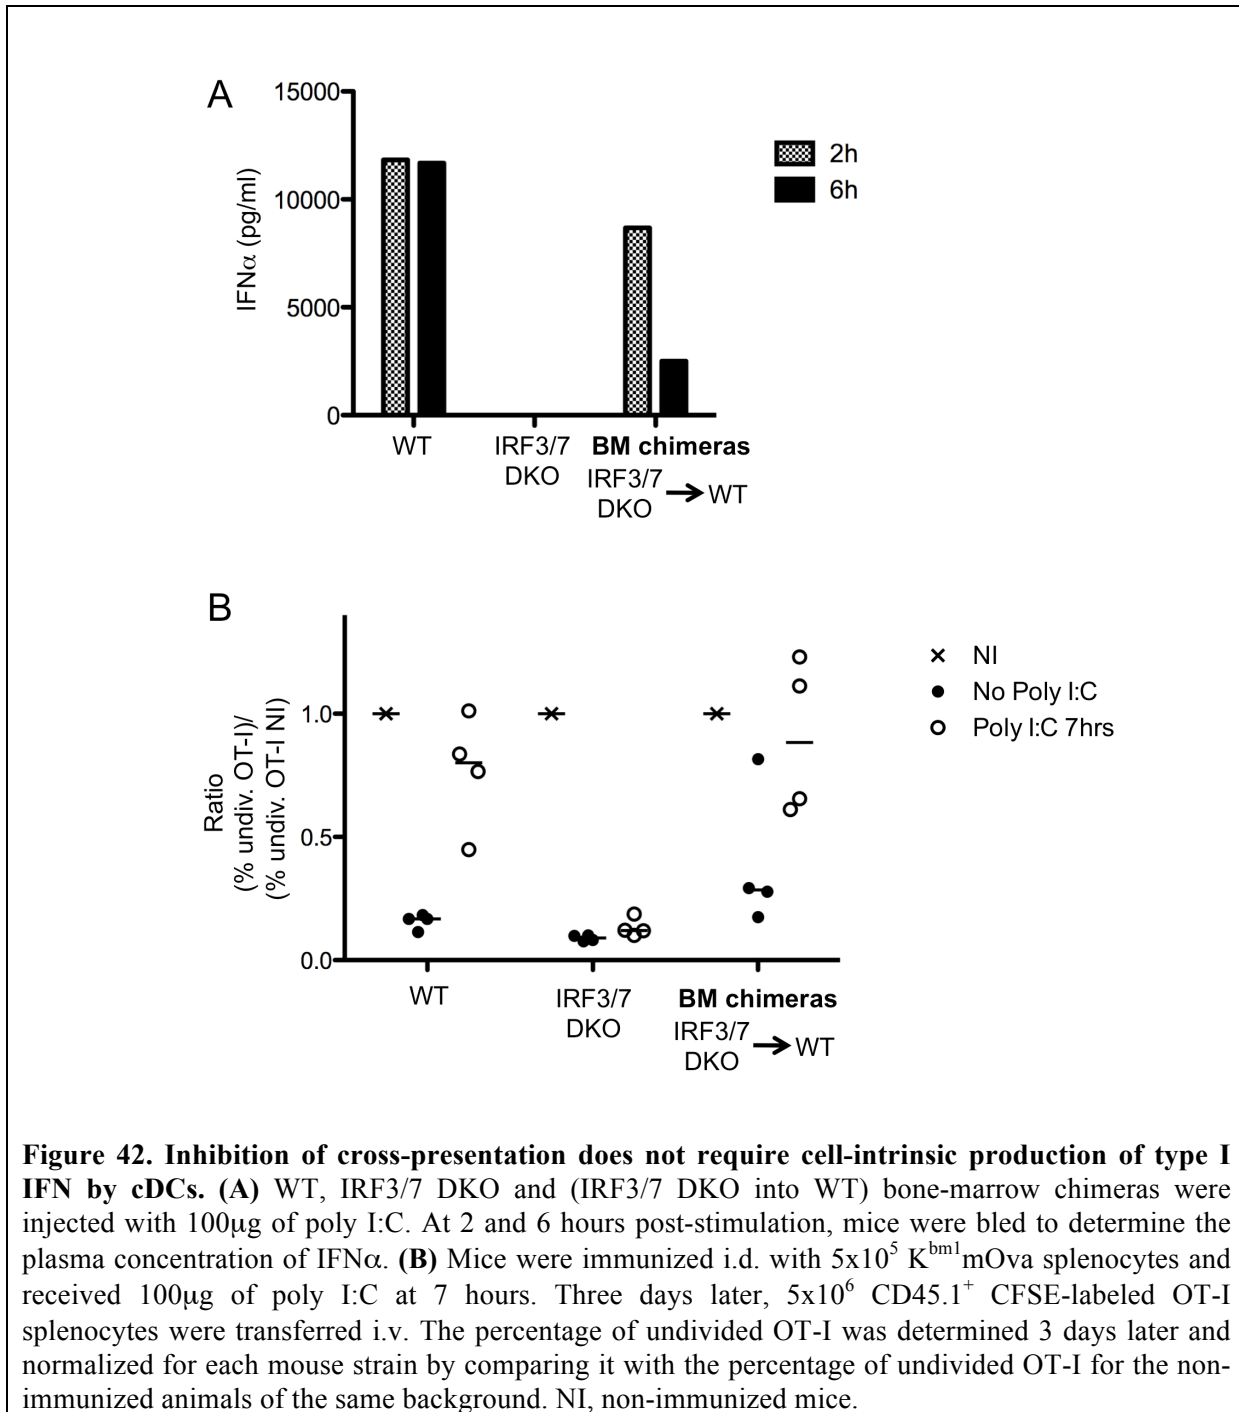 A
15000
10000
5000
0
IFNα (pg/ml)
2h
6h
WT
IRF3/7
DKO
BM chimeras
IRF3/7
DKO
WT
B
1.0
0.5
0.0
Ratio
(% undiv. OT-I)/
(% undiv. OT-I NI)
NI
No Poly I:C
Poly I:C 7hrs
WT
IRF3/7
DKO
BM chimeras
IRF3/7
DKO
WT
Figure 42. Inhibition of cross-presentation does not require cell-intrinsic production of type I
IFN by cDCs. (A) WT, IRF3/7 DKO and (IRF3/7 DKO into WT) bone-marrow chimeras were
injected with 100μg of poly I:C. At 2 and 6 hours post-stimulation, mice were bled to determine the
plasma concentration of IFNα. (B) Mice were immunized i.d. with 5x10⁵ Kᵇᵐ¹mOva splenocytes and
received 100μg of poly I:C at 7 hours. Three days later, 5x10⁶ CD45.1⁺ CFSE-labeled OT-I
splenocytes were transferred i.v. The percentage of undivided OT-I was determined 3 days later and
normalized for each mouse strain by comparing it with the percentage of undivided OT-I for the non-
immunized animals of the same background. NI, non-immunized mice.